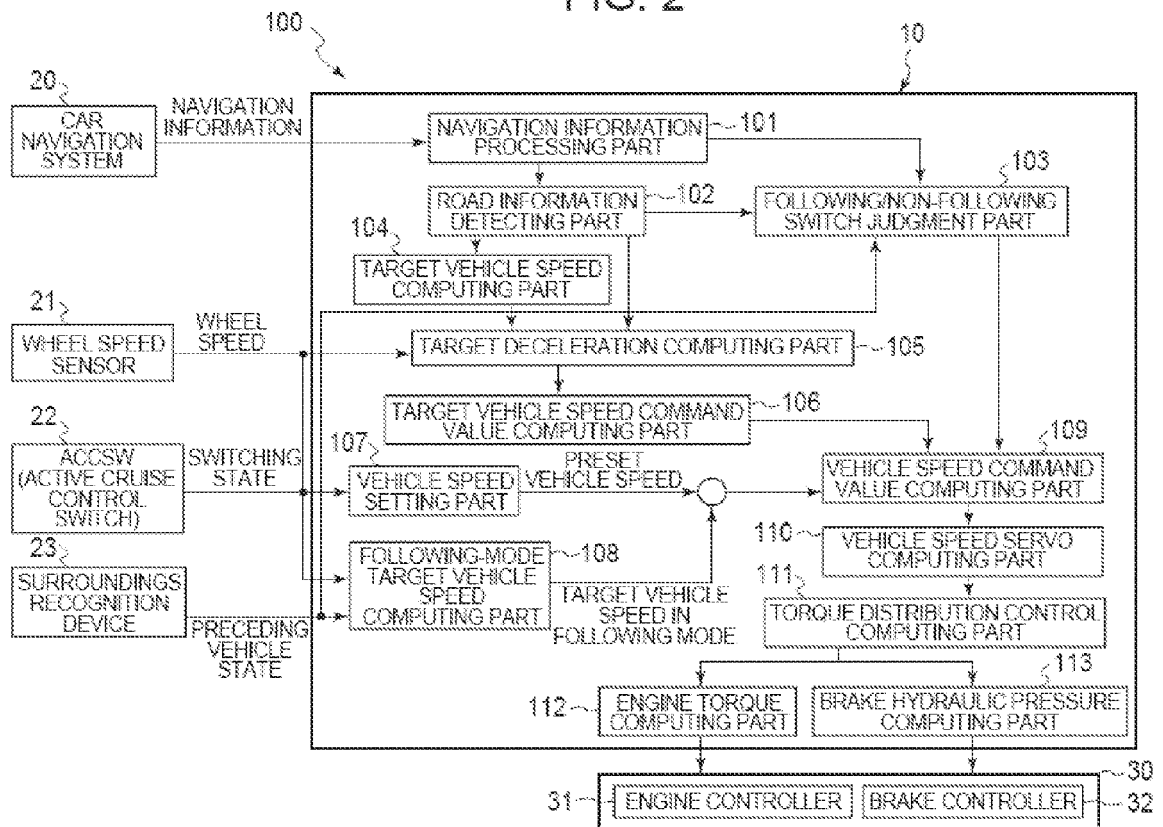 FIG. 2
100
10
20
CAR
NAVIGATION
SYSTEM
NAVIGATION
INFORMATION
NAVIGATION INFORMATION
PROCESSING PART
101
ROAD INFORMATION
DETECTING PART
102
103
FOLLOWING/NON-FOLLOWING
SWITCH JUDGMENT PART
104
TARGET VEHICLE SPEED
COMPUTING PART
21
WHEEL SPEED
SENSOR
WHEEL
SPEED
TARGET DECELERATION COMPUTING PART
105
TARGET VEHICLE SPEED COMMAND
VALUE COMPUTING PART
106
22
ACCSW
(ACTIVE CRUISE
CONTROL
SWITCH)
SWITCHING
STATE
107
VEHICLE SPEED
SETTING PART
PRESET
VEHICLE SPEED
109
VEHICLE SPEED COMMAND
VALUE COMPUTING PART
23
SURROUNDINGS
RECOGNITION
DEVICE
PRECEDING
VEHICLE
STATE
FOLLOWING-MODE
TARGET VEHICLE
SPEED
COMPUTING PART
108
TARGET VEHICLE
SPEED IN
FOLLOWING MODE
110
VEHICLE SPEED SERVO
COMPUTING PART
111
TORQUE DISTRIBUTION CONTROL
COMPUTING PART
112
ENGINE TORQUE
COMPUTING PART
113
BRAKE HYDRAULIC PRESSURE
COMPUTING PART
30
31
ENGINE CONTROLLER
BRAKE CONTROLLER
32